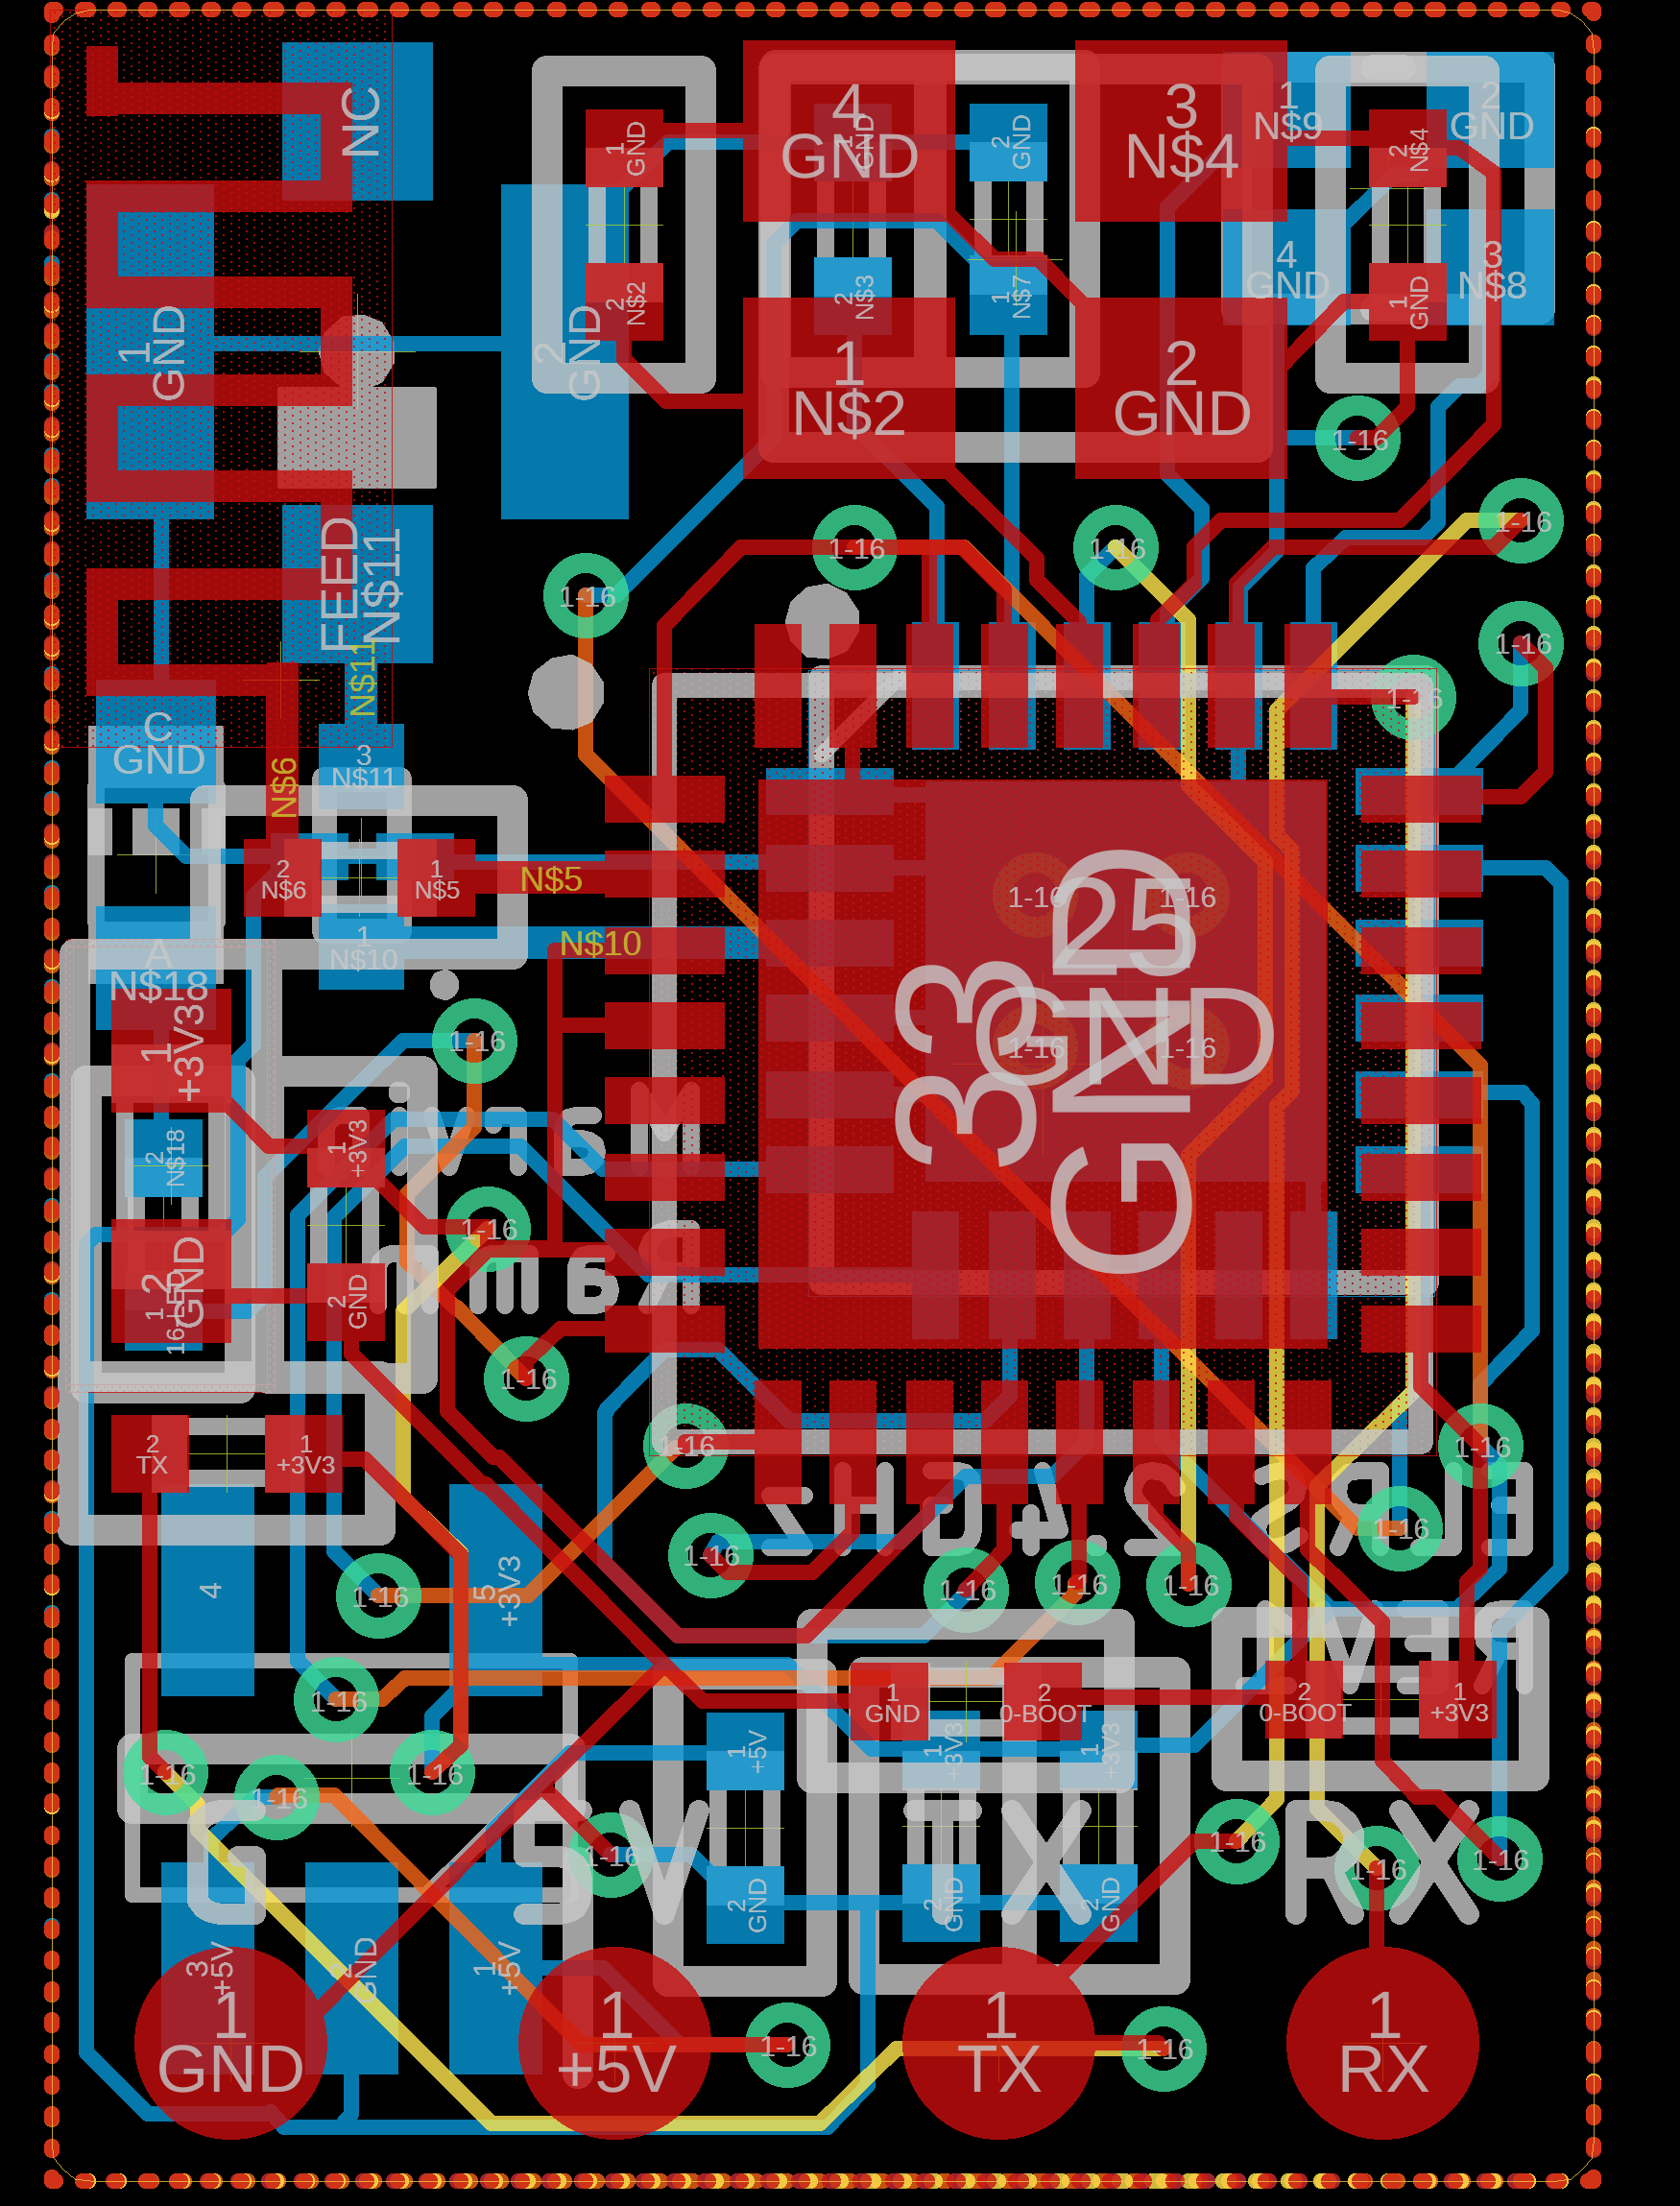 NC
4
GND
1
GND
1
GND
2
GND
3
N$4
1
N$9
2
N$4
2
GND
1
GND
2
GND
2
N$2
2
N$3
1
N$7
4
GND
1
GND
3
N$8
1
N$2
2
GND
1-16
FEED
N$11
1-16
1-16
1-16
1-16
1-16
N$11
1-16
C
GND
N$6
3
N$11
2
N$6
1
N$5
N$5
1-16
1-16
25
GND
33
GND
1-16
1-16
A
N$18
1
N$10
N$10
1
+3V3
1-16
Marvi
2
N$18
1
+3V3
1-16
Ramin
2
GND
1
16-LED
2
GND
1-16
2
TX
1
+3V3
1-16
1-16
ELRS 2.4GHZ
1-16
1-16
4
5
+3V3
1-16
1-16
1-16
1-16
REV
1-16
1
GND
2
0-BOOT
2
0-BOOT
1
+3V3
1
+5V
1
+3V3
1
+3V3
1-16
1-16
1-16
G
5V
TX
RX
1-16
1-16
1-16
1-16
2
GND
2
GND
2
GND
3
+5V
2
GND
1
+5V
1
GND
1
+5V
1-16
1
TX
1-16
1
RX